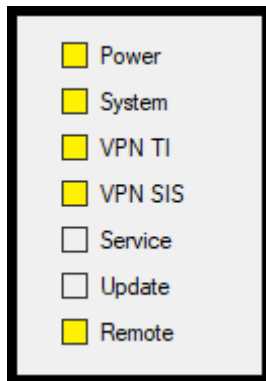 Power
System
VPN TI
VPN SIS
Service
Update
Remote